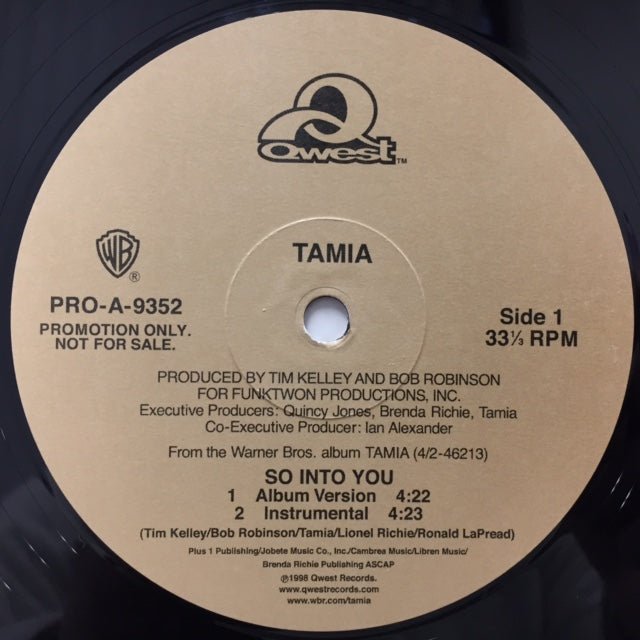 Qwest™
WB®
TAMIA
PRO-A-9352
PROMOTION ONLY.
NOT FOR SALE.
Side 1
33⅓ RPM
PRODUCED BY TIM KELLEY AND BOB ROBINSON
FOR FUNKTWON PRODUCTIONS, INC.
Executive Producers: Quincy Jones, Brenda Richie, Tamia
Co-Executive Producer: Ian Alexander
From the Warner Bros. album TAMIA (4/2-46213)
SO INTO YOU
1 Album Version 4:22
2 Instrumental 4:23
(Tim Kelley/Bob Robinson/Tamia/Lionel Richie/Ronald LaPread)
Plus 1 Publishing/Jobete Music Co., Inc./Cambrea Music/Libren Music/
Brenda Richie Publishing ASCAP
℗1998 Qwest Records.
www.qwestrecords.com
www.wbr.com/tamia